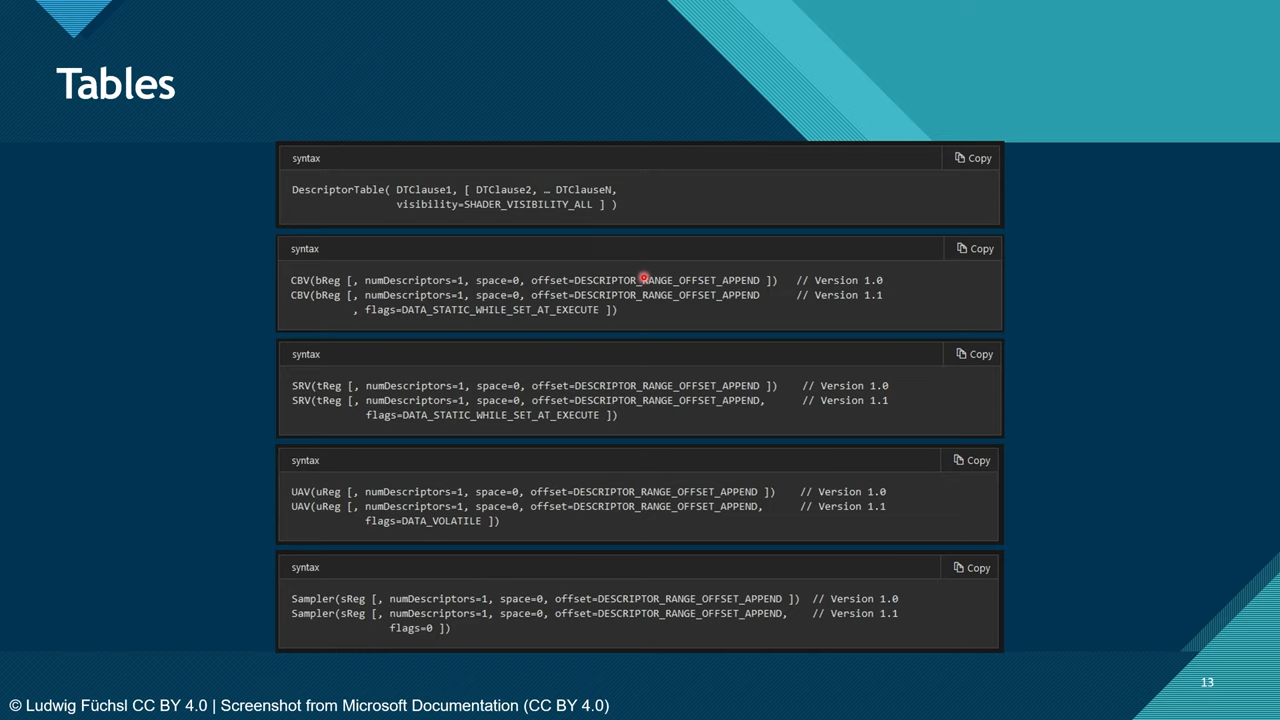 Tables
syntax
Copy
DescriptorTable( DTClause1, [ DTClause2, … DTClauseN,
visibility=SHADER_VISIBILITY_ALL ] )
syntax
Copy
CBV(bReg [, numDescriptors=1, space=0, offset=DESCRIPTOR_RANGE_OFFSET_APPEND ]) // Version 1.0
CBV(bReg [, numDescriptors=1, space=0, offset=DESCRIPTOR_RANGE_OFFSET_APPEND // Version 1.1
, flags=DATA_STATIC_WHILE_SET_AT_EXECUTE ])
syntax
Copy
SRV(tReg [, numDescriptors=1, space=0, offset=DESCRIPTOR_RANGE_OFFSET_APPEND ]) // Version 1.0
SRV(tReg [, numDescriptors=1, space=0, offset=DESCRIPTOR_RANGE_OFFSET_APPEND, // Version 1.1
flags=DATA_STATIC_WHILE_SET_AT_EXECUTE ])
syntax
Copy
UAV(uReg [, numDescriptors=1, space=0, offset=DESCRIPTOR_RANGE_OFFSET_APPEND ]) // Version 1.0
UAV(uReg [, numDescriptors=1, space=0, offset=DESCRIPTOR_RANGE_OFFSET_APPEND, // Version 1.1
flags=DATA_VOLATILE ])
syntax
Copy
Sampler(sReg [, numDescriptors=1, space=0, offset=DESCRIPTOR_RANGE_OFFSET_APPEND ]) // Version 1.0
Sampler(sReg [, numDescriptors=1, space=0, offset=DESCRIPTOR_RANGE_OFFSET_APPEND, // Version 1.1
flags=0 ])
13
© Ludwig Füchsl CC BY 4.0 | Screenshot from Microsoft Documentation (CC BY 4.0)